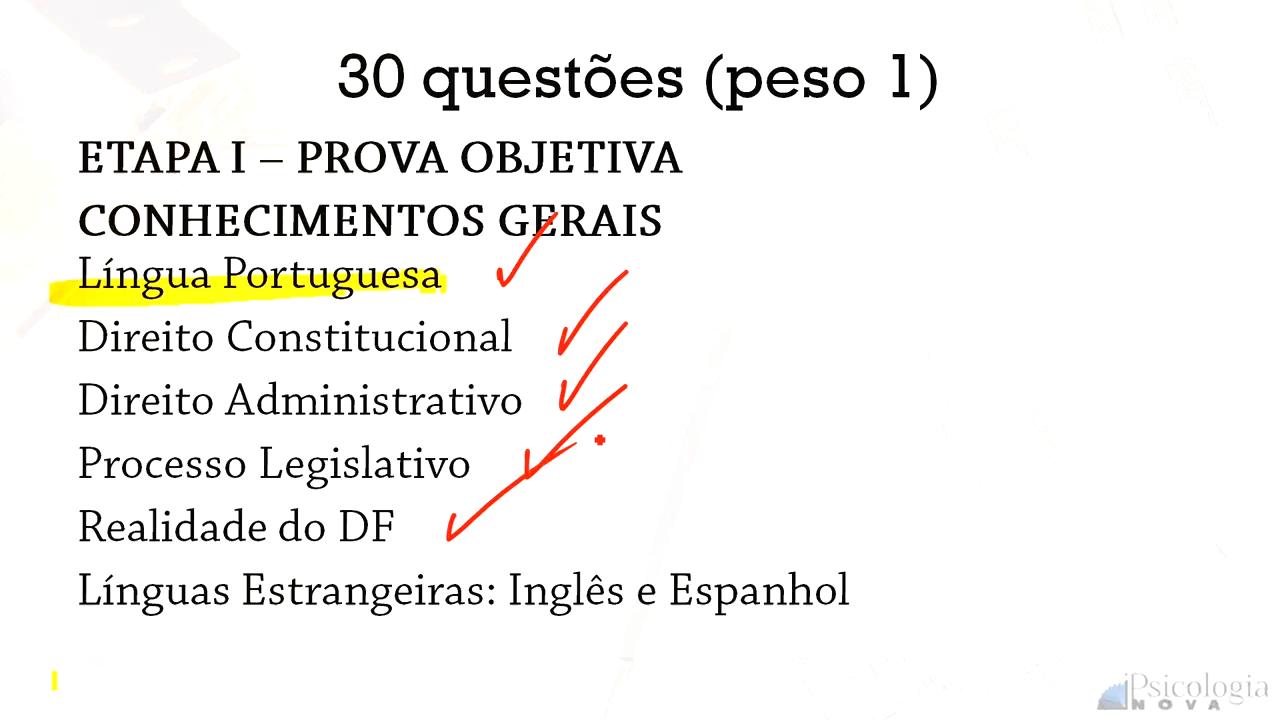 30 questões (peso 1)
ETAPA I – PROVA OBJETIVA
CONHECIMENTOS GERAIS
Língua Portuguesa
Direito Constitucional
Direito Administrativo
Processo Legislativo
Realidade do DF
Línguas Estrangeiras: Inglês e Espanhol
Psicologia
NOVA